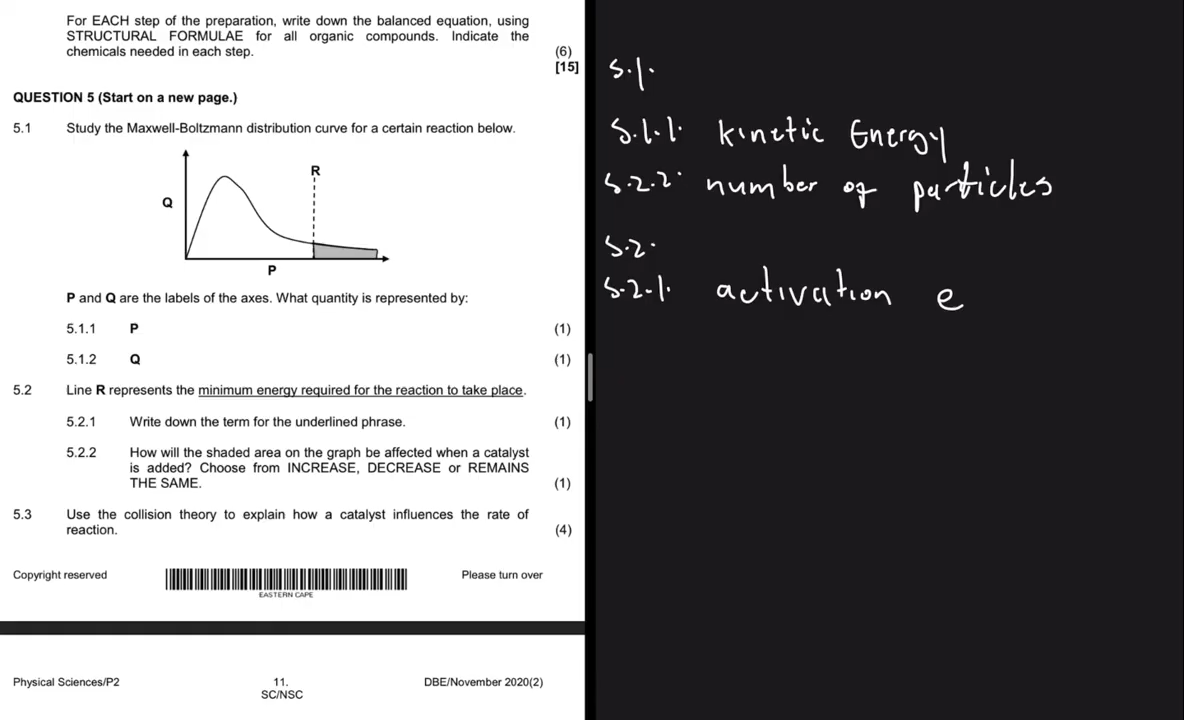 For EACH step of the preparation, write down the balanced equation, using
STRUCTURAL FORMULAE for all organic compounds. Indicate the
chemicals needed in each step. (6)
[15]
QUESTION 5 (Start on a new page.)
5.1 Study the Maxwell-Boltzmann distribution curve for a certain reaction below.
R
Q
P
P and Q are the labels of the axes. What quantity is represented by:
5.1.1 P (1)
5.1.2 Q (1)
5.2 Line R represents the minimum energy required for the reaction to take place.
5.2.1 Write down the term for the underlined phrase. (1)
5.2.2 How will the shaded area on the graph be affected when a catalyst
is added? Choose from INCREASE, DECREASE or REMAINS
THE SAME. (1)
5.3 Use the collision theory to explain how a catalyst influences the rate of
reaction. (4)
Copyright reserved Please turn over
EASTERN CAPE
Physical Sciences/P2 11. DBE/November 2020(2)
SC/NSC
5.1.
5.1.1. kinetic Energy
5.2.2. number of particles
5.2.
5.2.1. activation e